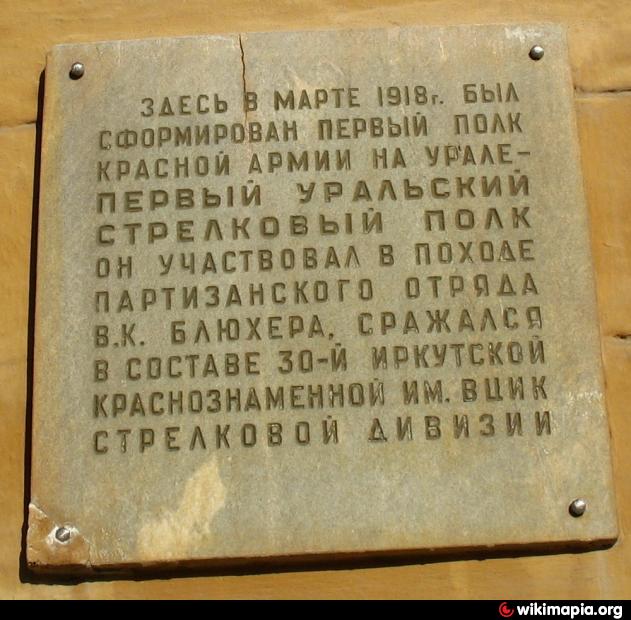 ЗДЕСЬ В МАРТЕ 1918г. БЫЛ
СФОРМИРОВАН ПЕРВЫЙ ПОЛК
КРАСНОЙ АРМИИ НА УРАЛЕ–
ПЕРВЫЙ УРАЛЬСКИЙ
СТРЕЛКОВЫЙ ПОЛК
ОН УЧАСТВОВАЛ В ПОХОДЕ
ПАРТИЗАНСКОГО ОТРЯДА
В.К. БЛЮХЕРА, СРАЖАЛСЯ
В СОСТАВЕ 30-Й ИРКУТСКОЙ
КРАСНОЗНАМЕННОЙ ИМ. ВЦИК
СТРЕЛКОВОЙ ДИВИЗИИ
wikimapia.org